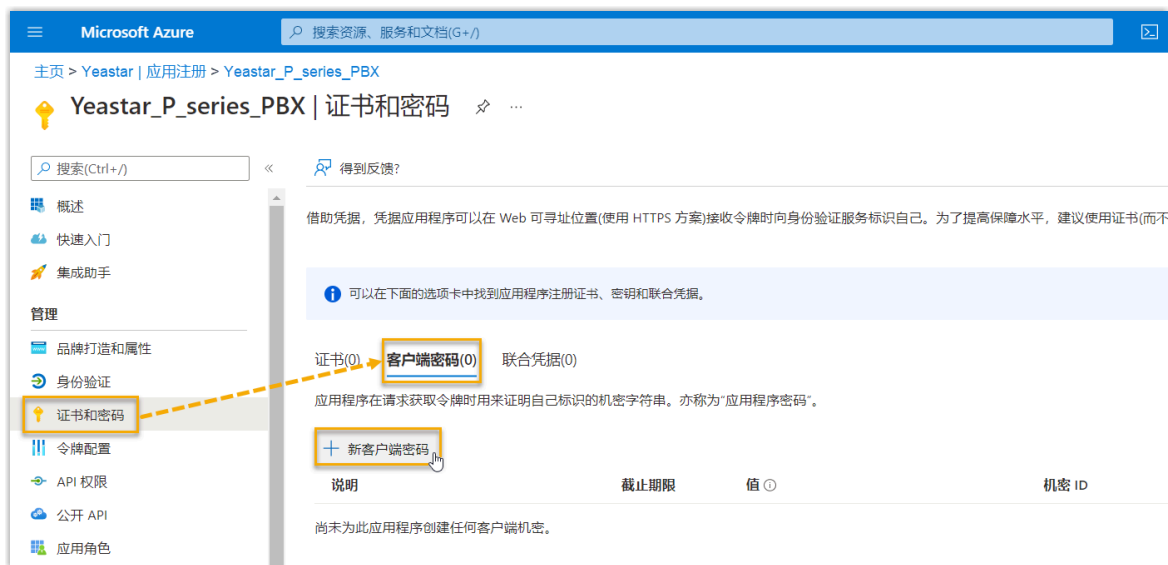 Microsoft Azure
搜索资源、服务和文档(G+/)
主页 > Yeastar | 应用注册 > Yeastar_P_series_PBX
Yeastar_P_series_PBX | 证书和密码
搜索(Ctrl+/)
得到反馈?
概述
快速入门
集成助手
管理
品牌打造和属性
身份验证
证书和密码
令牌配置
API 权限
公开 API
应用角色
借助凭据，凭据应用程序可以在 Web 可寻址位置(使用 HTTPS 方案)接收令牌时向身份验证服务标识自己。为了提高保障水平，建议使用证书(而不
可以在下面的选项卡中找到应用程序注册证书、密钥和联合凭据。
证书(0) 客户端密码(0) 联合凭据(0)
应用程序在请求获取令牌时用来证明自己标识的机密字符串。亦称为“应用程序密码”。
新客户端密码
说明 截止期限 值 机密 ID
尚未为此应用程序创建任何客户端机密。